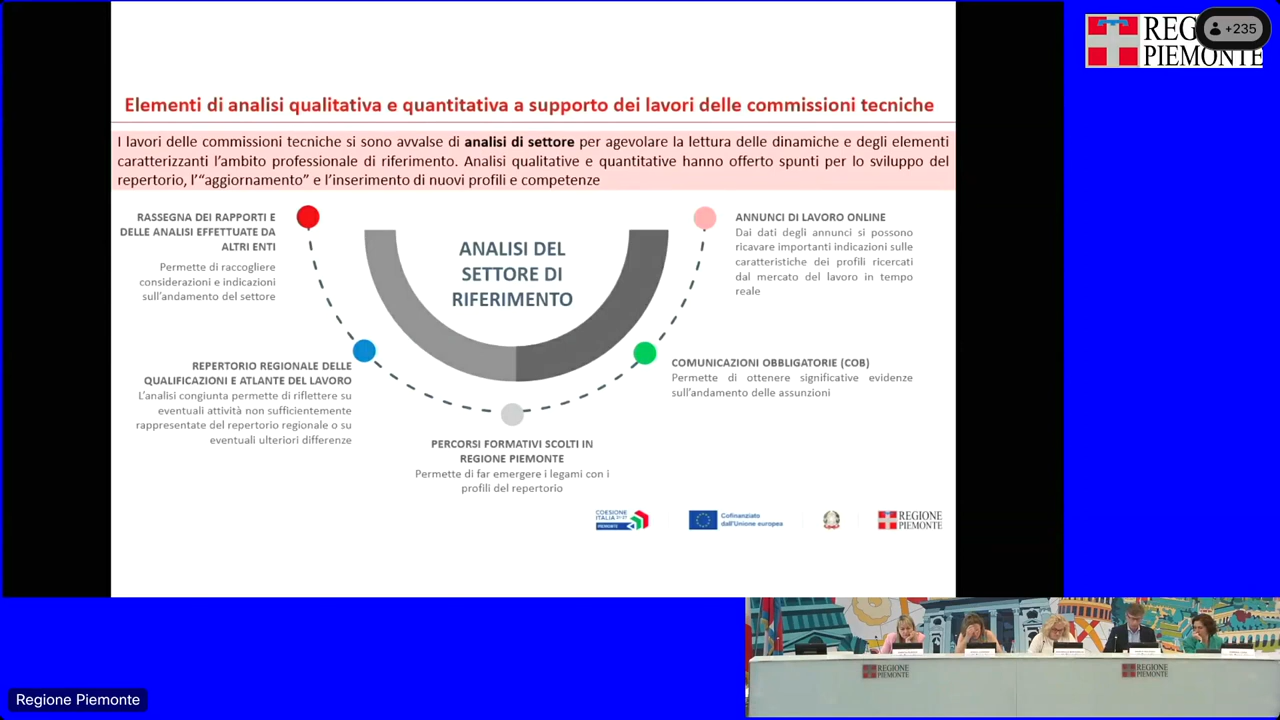 REGIONE
PIEMONTE
+235
Elementi di analisi qualitativa e quantitativa a supporto dei lavori delle commissioni tecniche
I lavori delle commissioni tecniche si sono avvalse di analisi di settore per agevolare la lettura delle dinamiche e degli elementi
caratterizzanti l’ambito professionale di riferimento. Analisi qualitative e quantitative hanno offerto spunti per lo sviluppo del
repertorio, l’“aggiornamento” e l’inserimento di nuovi profili e competenze
RASSEGNA DEI RAPPORTI E
DELLE ANALISI EFFETTUATE DA
ALTRI ENTI
Permette di raccogliere
considerazioni e indicazioni
sull’andamento del settore
REPERTORIO REGIONALE DELLE
QUALIFICAZIONI E ATLANTE DEL LAVORO
L’analisi congiunta permette di riflettere su
eventuali attività non sufficientemente
rappresentate del repertorio regionale o su
eventuali ulteriori differenze
ANALISI DEL
SETTORE DI
RIFERIMENTO
PERCORSI FORMATIVI SCOLTI IN
REGIONE PIEMONTE
Permette di far emergere i legami con i
profili del repertorio
ANNUNCI DI LAVORO ONLINE
Dai dati degli annunci si possono
ricavare importanti indicazioni sulle
caratteristiche dei profili ricercati
dal mercato del lavoro in tempo
reale
COMUNICAZIONI OBBLIGATORIE (COB)
Permette di ottenere significative evidenze
sull’andamento delle assunzioni
COESIONE
ITALIA 21-27
PIEMONTE
Cofinanziato
dall’Unione europea
REGIONE
PIEMONTE
REGIONE
PIEMONTE
REGIONE
PIEMONTE
Regione Piemonte